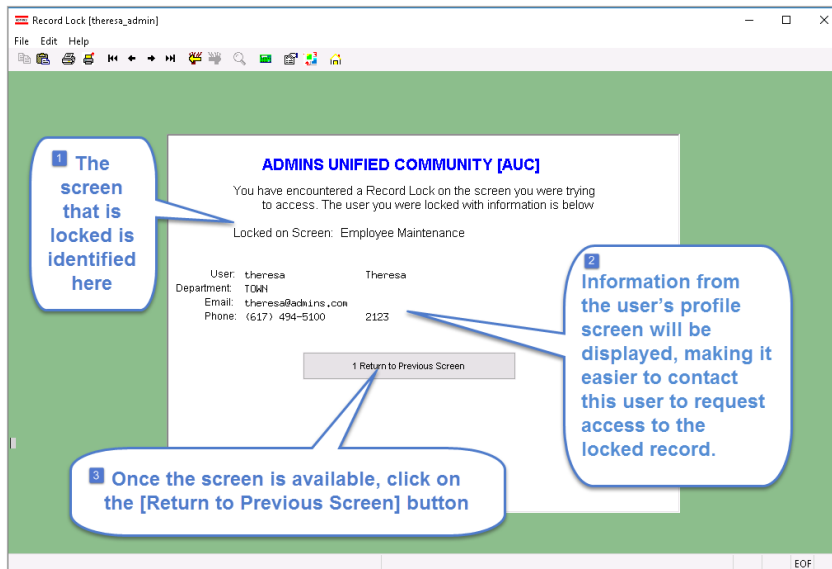 Record Lock [theresa_admin]
File Edit Help
ADMINS UNIFIED COMMUNITY [AUC]
You have encountered a Record Lock on the screen you were trying
to access. The user you were locked with information is below
Locked on Screen: Employee Maintenance
User: theresa Theresa
Department: TOWN
Email: theresa@admins.com
Phone: (617) 494-5100 2123
1 Return to Previous Screen
1 The
screen
that is
locked is
identified
here
2
Information from
the user's profile
screen will be
displayed, making it
easier to contact
this user to request
access to the
locked record.
3 Once the screen is available, click on
the [Return to Previous Screen] button
EOF